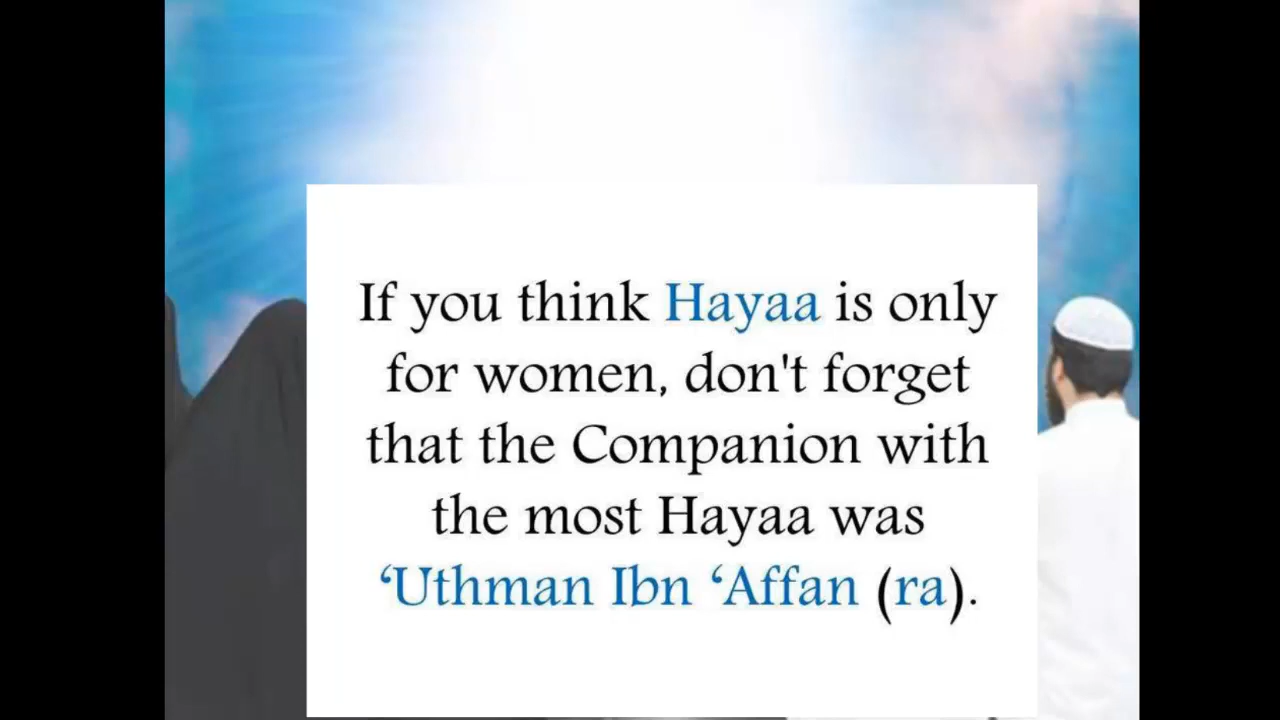 If you think Hayaa is only
for women, don't forget
that the Companion with
the most Hayaa was
‘Uthman Ibn ‘Affan (ra).